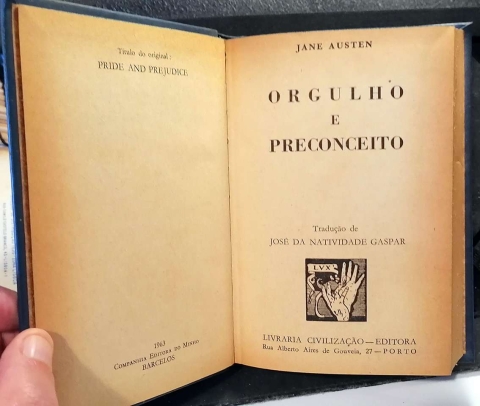 Título do original:
PRIDE AND PREJUDICE
1963
COMPANHIA EDITORA DO MINHO
BARCELOS
JANE AUSTEN
ORGULHO
E
PRECONCEITO
Tradução de
JOSÉ DA NATIVIDADE GASPAR
LVX
LIVRARIA CIVILIZAÇÃO—EDITORA
Rua Alberto Aires de Gouveia, 27 — PORTO